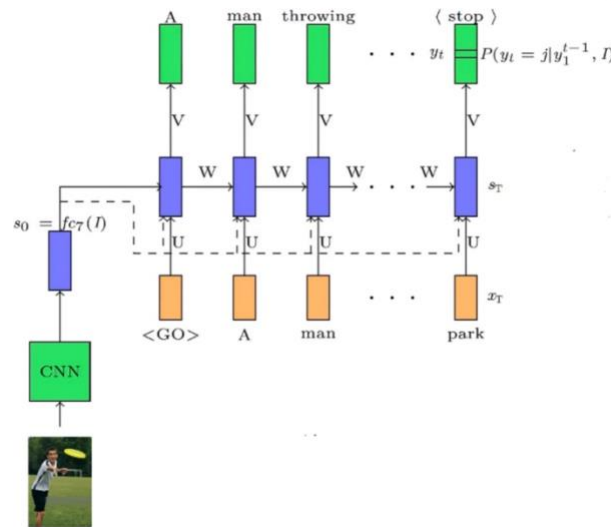 A man throwing ⟨ stop ⟩
· · · y_t P(y_t = j|y_1^{t-1}, I)
V V V V
W W W W
· · · s_T
s_0 = fc_7(I)
U U U U
· · · x_T
<GO> A man park
CNN